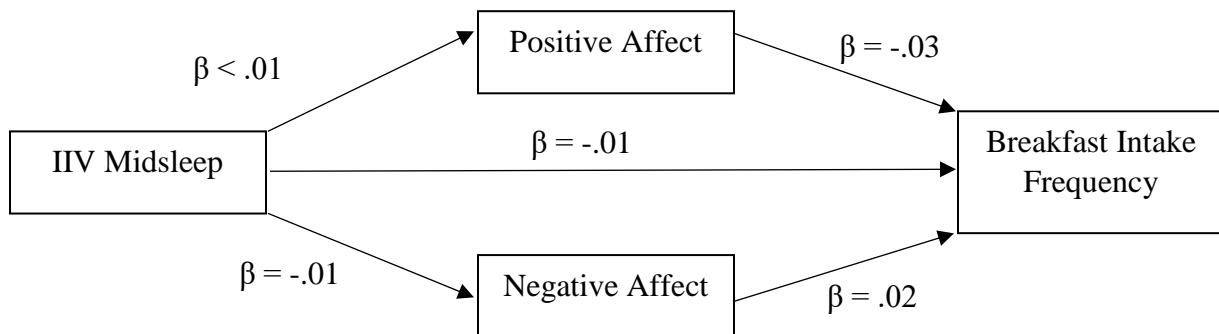 Positive Affect
β = -.03
β < .01
IIV Midsleep
β = -.01
Breakfast Intake
Frequency
β = -.01
Negative Affect
β = .02